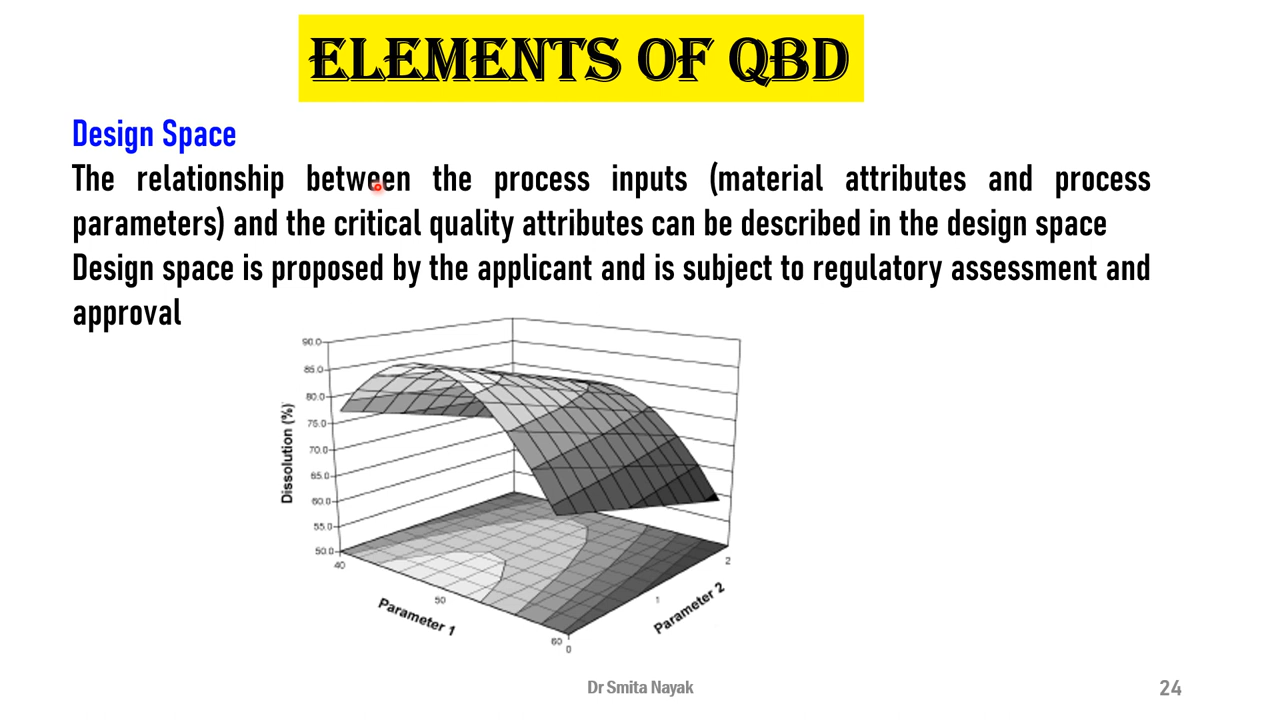 ELEMENTS OF QBD
Design Space
The relationship between the process inputs (material attributes and process
parameters) and the critical quality attributes can be described in the design space
Design space is proposed by the applicant and is subject to regulatory assessment and
approval
90.0
85.0
80.0
75.0
70.0
65.0
60.0
55.0
50.0
Dissolution (%)
40
50
60
Parameter 1
0
1
2
Parameter 2
Dr Smita Nayak
24